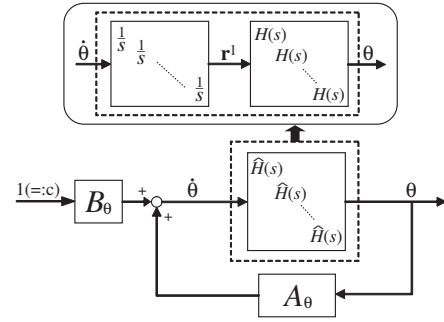 θ̇
1/s
1/s
1/s
r¹
H(s)
H(s)
H(s)
θ
1(=:c)
B_θ
+
+
θ̇
Ĥ(s)
Ĥ(s)
Ĥ(s)
θ
A_θ